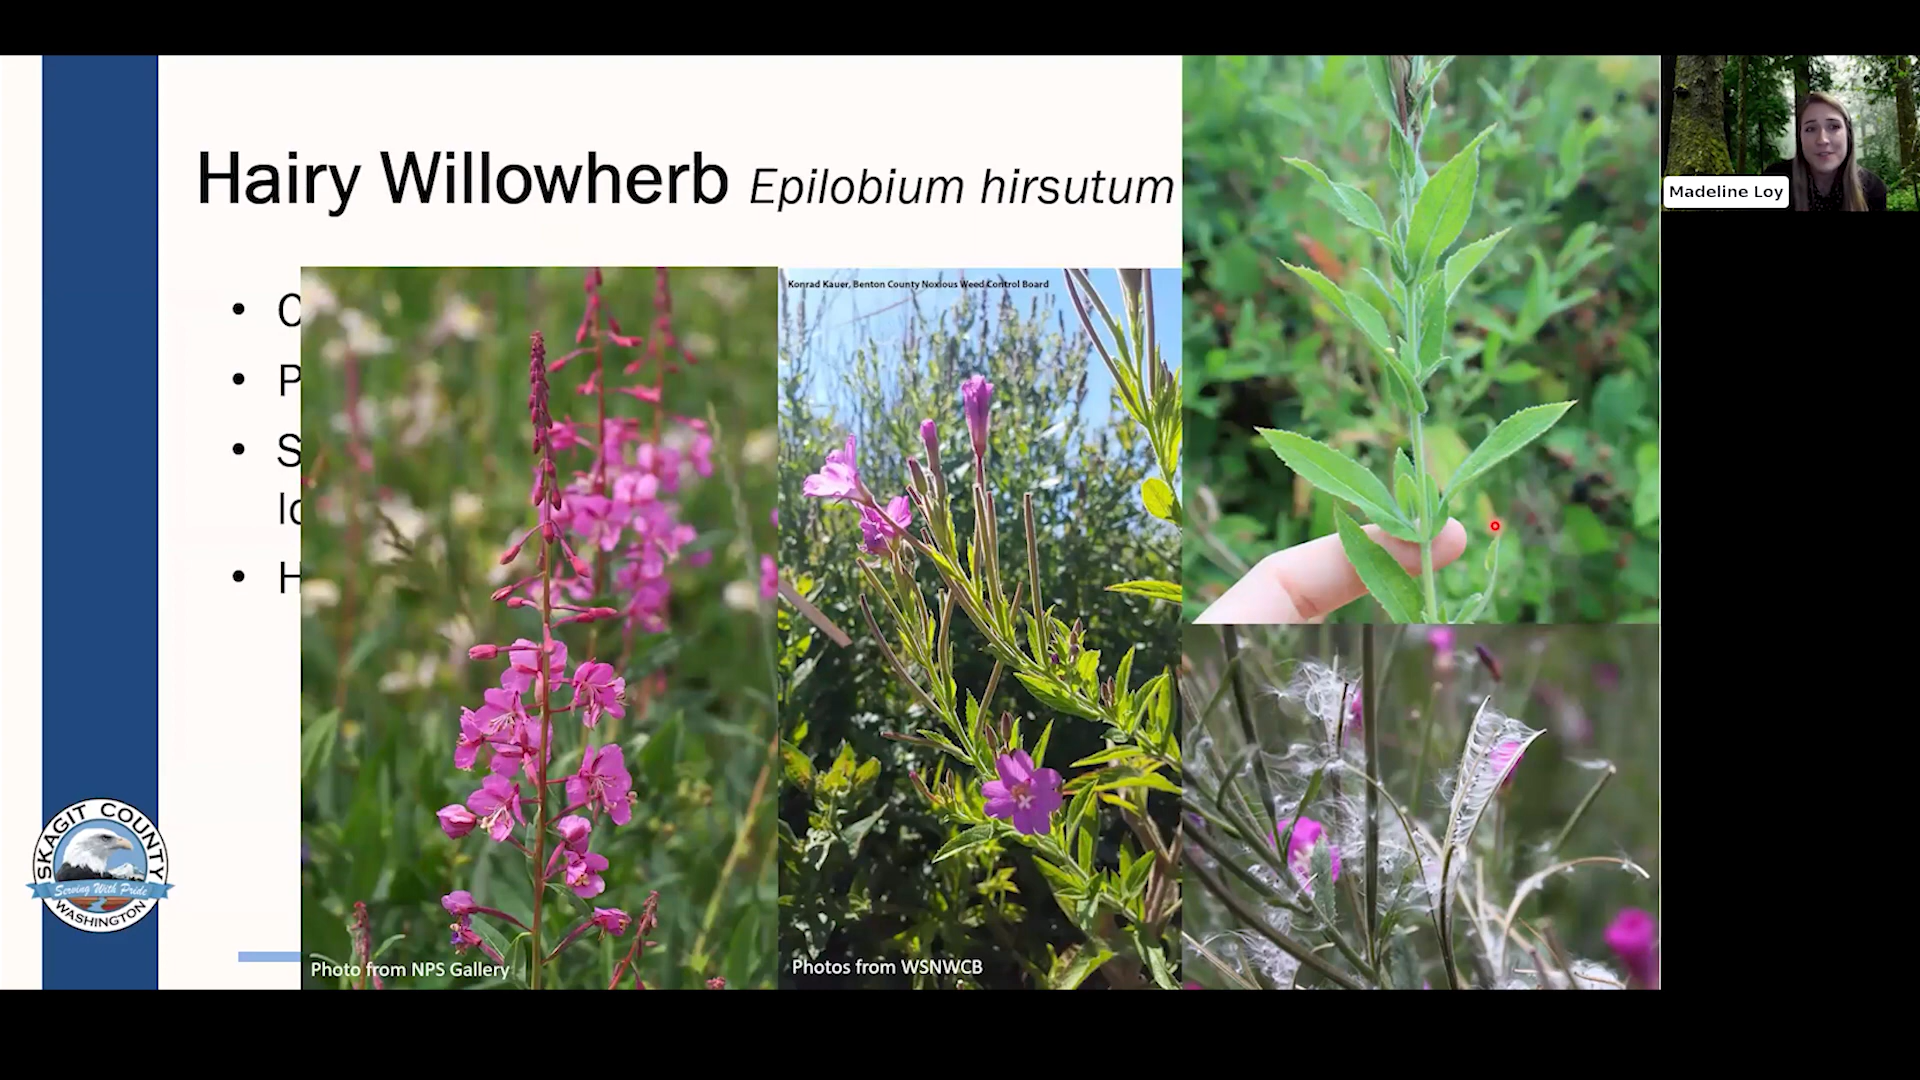 Hairy Willowherb Epilobium hirsutum
Madeline Loy
Konrad Kauer, Benton County Noxious Weed Control Board
• C
• P
• S
lo
• H
SKAGIT COUNTY
Serving With Pride
WASHINGTON
Photo from NPS Gallery
Photos from WSNWCB